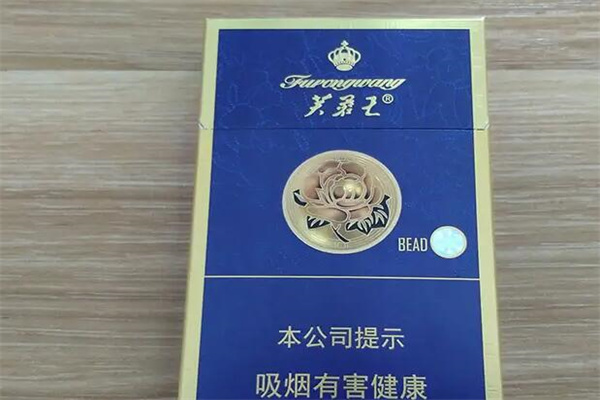 Furongwang
芙蓉王®
BEAD
本公司提示
吸烟有害健康